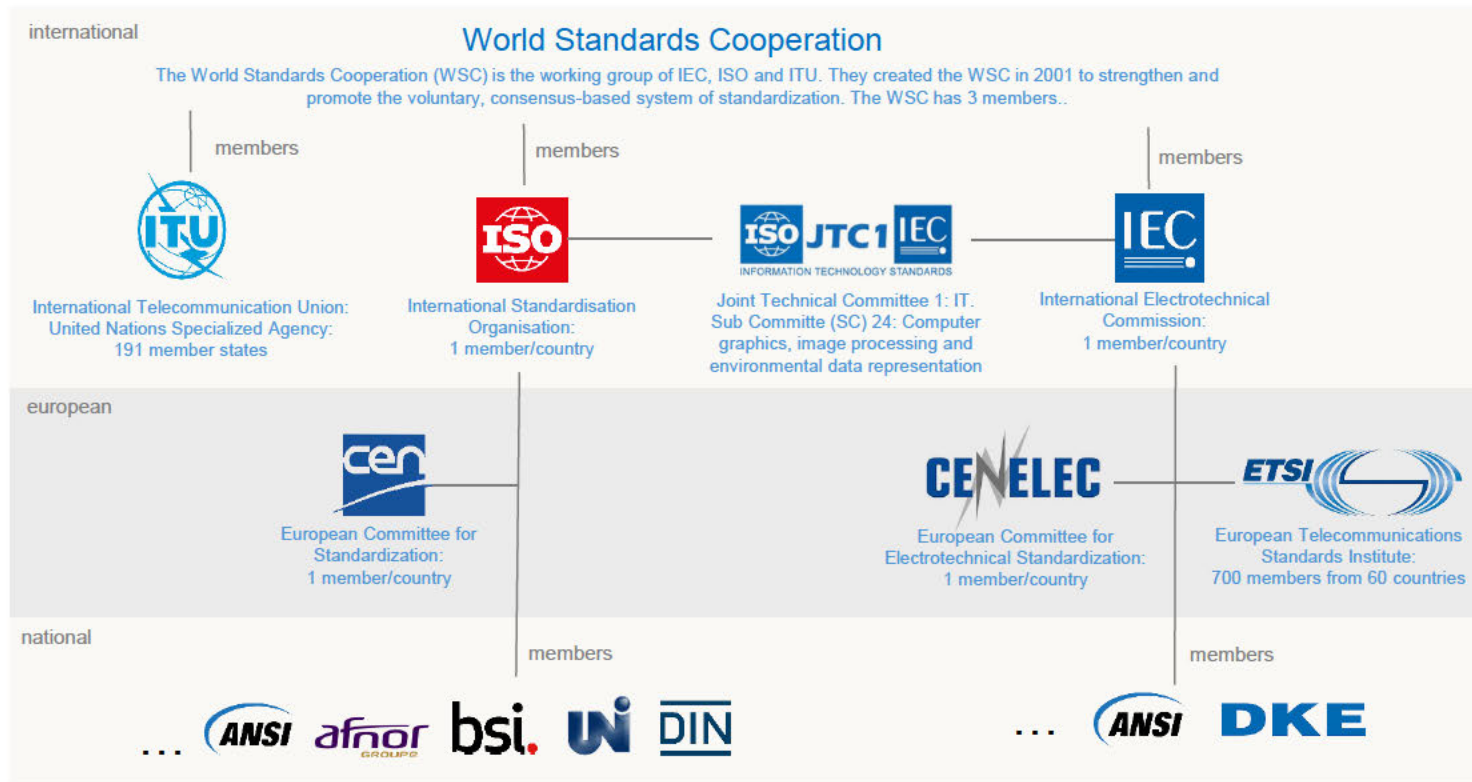 international
World Standards Cooperation
The World Standards Cooperation (WSC) is the working group of IEC, ISO and ITU. They created the WSC in 2001 to strengthen and
promote the voluntary, consensus-based system of standardization. The WSC has 3 members..
members
members
members
ITU
ISO
ISO JTC1 IEC
INFORMATION TECHNOLOGY STANDARDS
IEC
International Telecommunication Union:
United Nations Specialized Agency:
191 member states
International Standardisation
Organisation:
1 member/country
Joint Technical Committee 1: IT.
Sub Committe (SC) 24: Computer
graphics, image processing and
environmental data representation
International Electrotechnical
Commission:
1 member/country
european
cen
European Committee for
Standardization:
1 member/country
CENELEC
European Committee for
Electrotechnical Standardization:
1 member/country
ETSI
European Telecommunications
Standards Institute:
700 members from 60 countries
national
members
members
... ANSI afnor GROUPE bsi. UNI DIN
... ANSI DKE